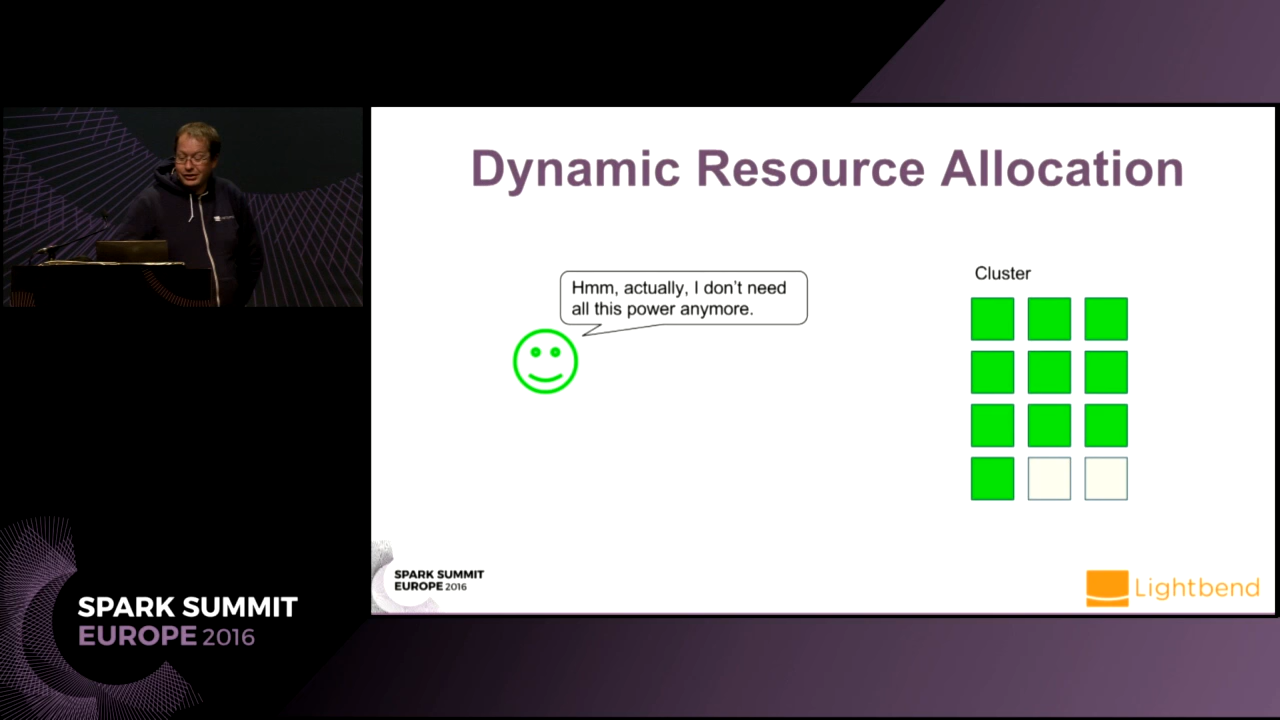 Dynamic Resource Allocation
Hmm, actually, I don't need
all this power anymore.
Cluster
SPARK SUMMIT
EUROPE 2016
Lightbend
SPARK SUMMIT
EUROPE 2016